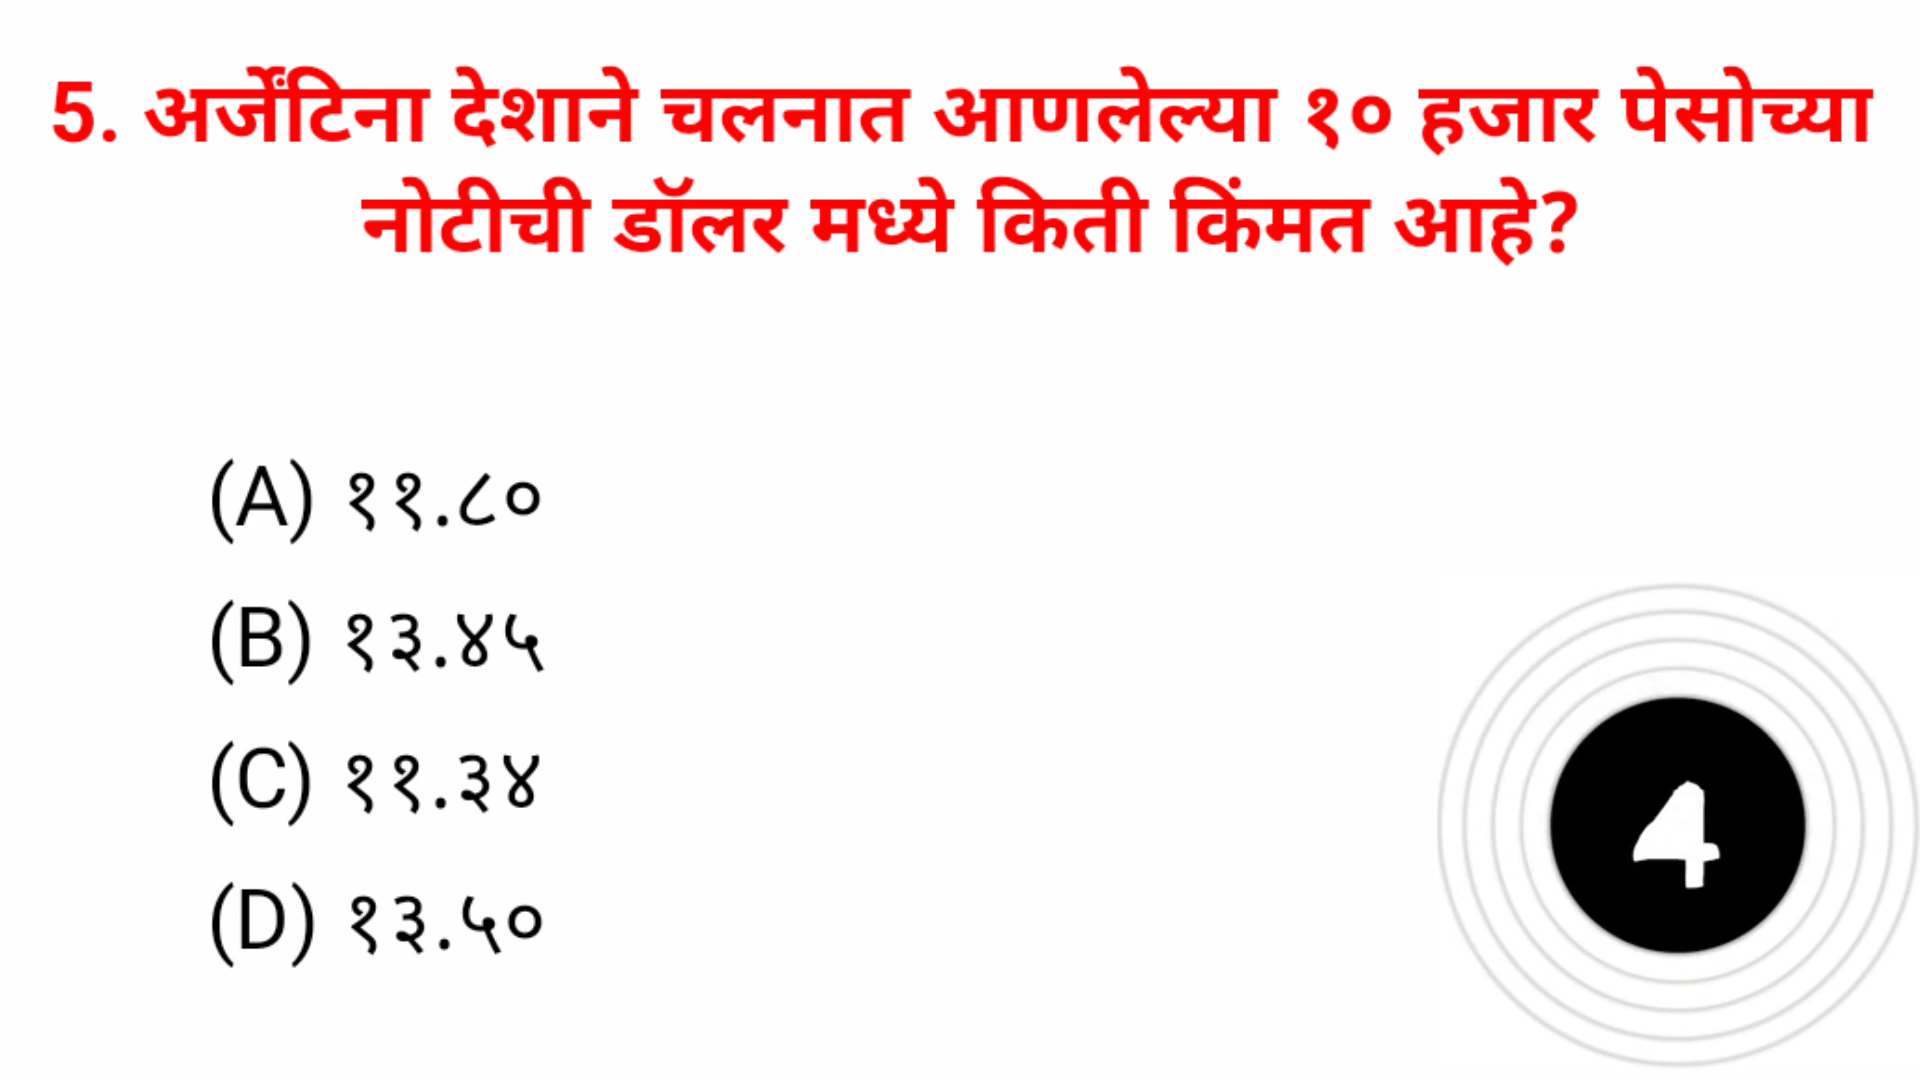 5. अर्जेंटिना देशाने चलनात आणलेल्या १० हजार पेसोच्या
नोटीची डॉलर मध्ये किती किंमत आहे?
(A) ११.८०
(B) १३.४५
(C) ११.३४
(D) १३.५०
4